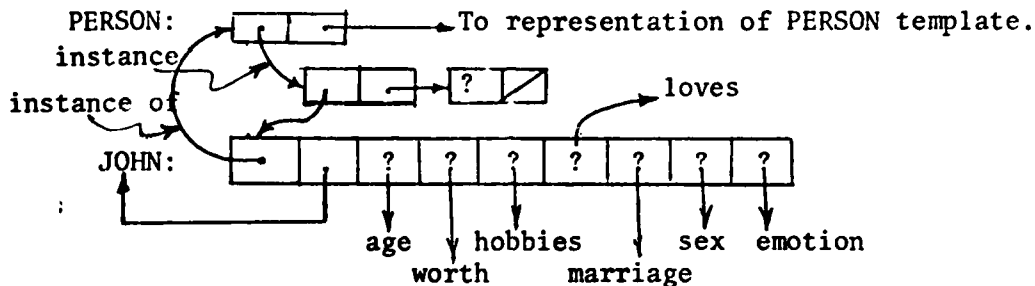 PERSON: To representation of PERSON template.
instance
?
loves
instance of
JOHN: ? ? ? ? ? ? ?
;
age hobbies sex emotion
worth marriage